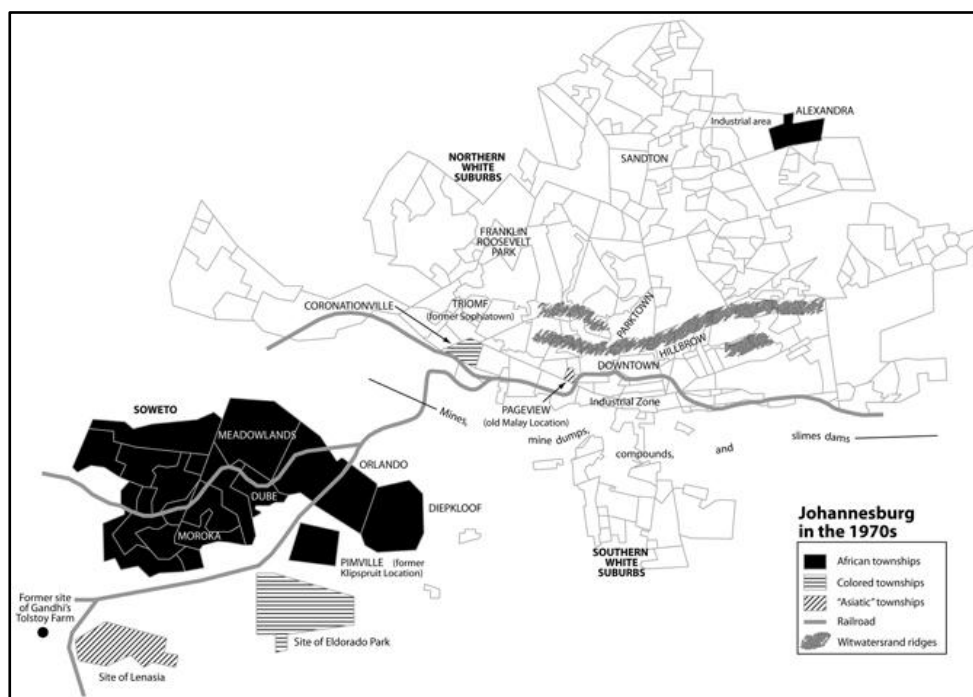 ALEXANDRA
Industrial area
SANDTON
NORTHERN
WHITE
SUBURBS
FRANKLIN
ROOSEVELT
PARK
CORONATIONVILLE
TRIOMF
(former Sophiatown)
PARKTOWN
HILLBROW
DOWNTOWN
PAGEVIEW
(old Malay Location)
Industrial Zone
Mines, mine dumps, compounds, and slimes dams
SOWETO
MEADOWLANDS
ORLANDO
DUBE
DIEPKLOOF
MOROKA
PIMVILLE (former
Klipspruit Location)
SOUTHERN
WHITE
SUBURBS
Former site
of Gandhi's
Tolstoy Farm
Site of Eldorado Park
Site of Lenasia
Johannesburg
in the 1970s
African townships
Colored townships
"Asiatic" townships
Railroad
Witwatersrand ridges